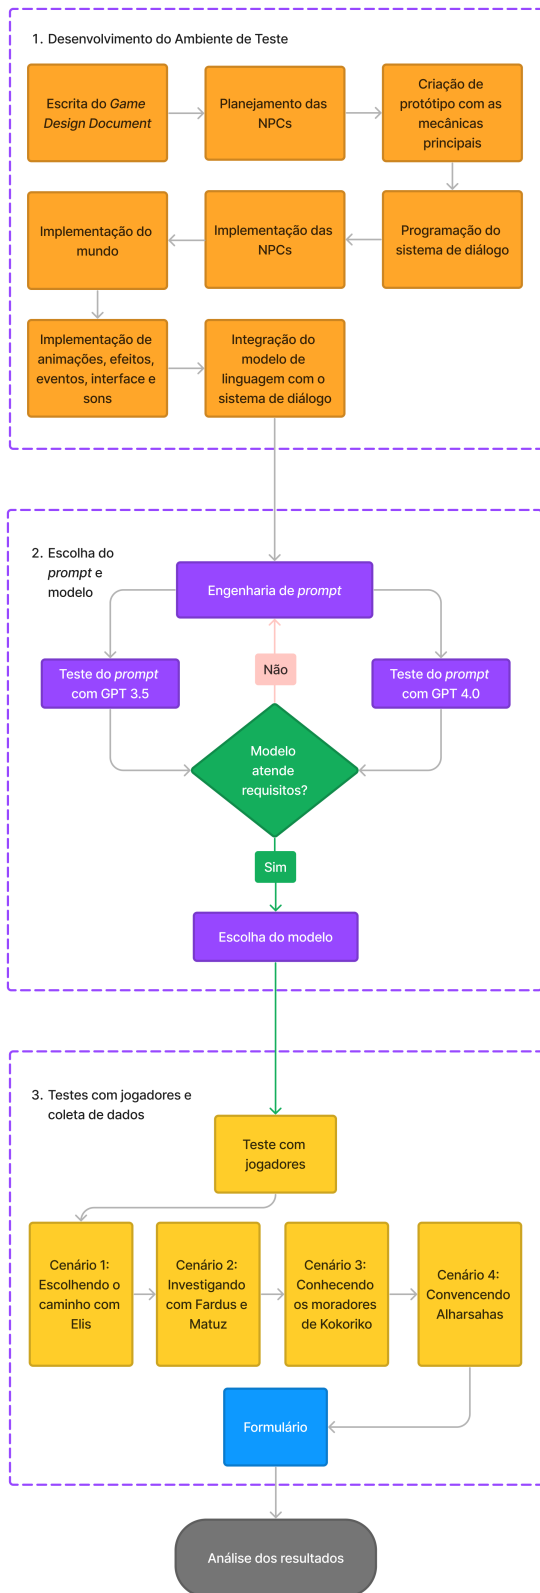 1. Desenvolvimento do Ambiente de Teste
Escrita do Game
Design Document
Planejamento das
NPCs
Criação de
protótipo com as
mecânicas
principais
Programação do
sistema de diálogo
Implementação das
NPCs
Implementação do
mundo
Implementação de
animações, efeitos,
eventos, interface e
sons
Integração do
modelo de
linguagem com o
sistema de diálogo
2. Escolha do
prompt e
modelo
Engenharia de prompt
Teste do prompt
com GPT 3.5
Não
Teste do prompt
com GPT 4.0
Modelo
atende
requisitos?
Sim
Escolha do modelo
3. Testes com jogadores e
coleta de dados
Teste com
jogadores
Cenário 1:
Escolhendo o
caminho com
Elis
Cenário 2:
Investigando
com Fardus e
Matuz
Cenário 3:
Conhecendo
os moradores
de Kokoriko
Cenário 4:
Convencendo
Alharsahas
Formulário
Análise dos resultados